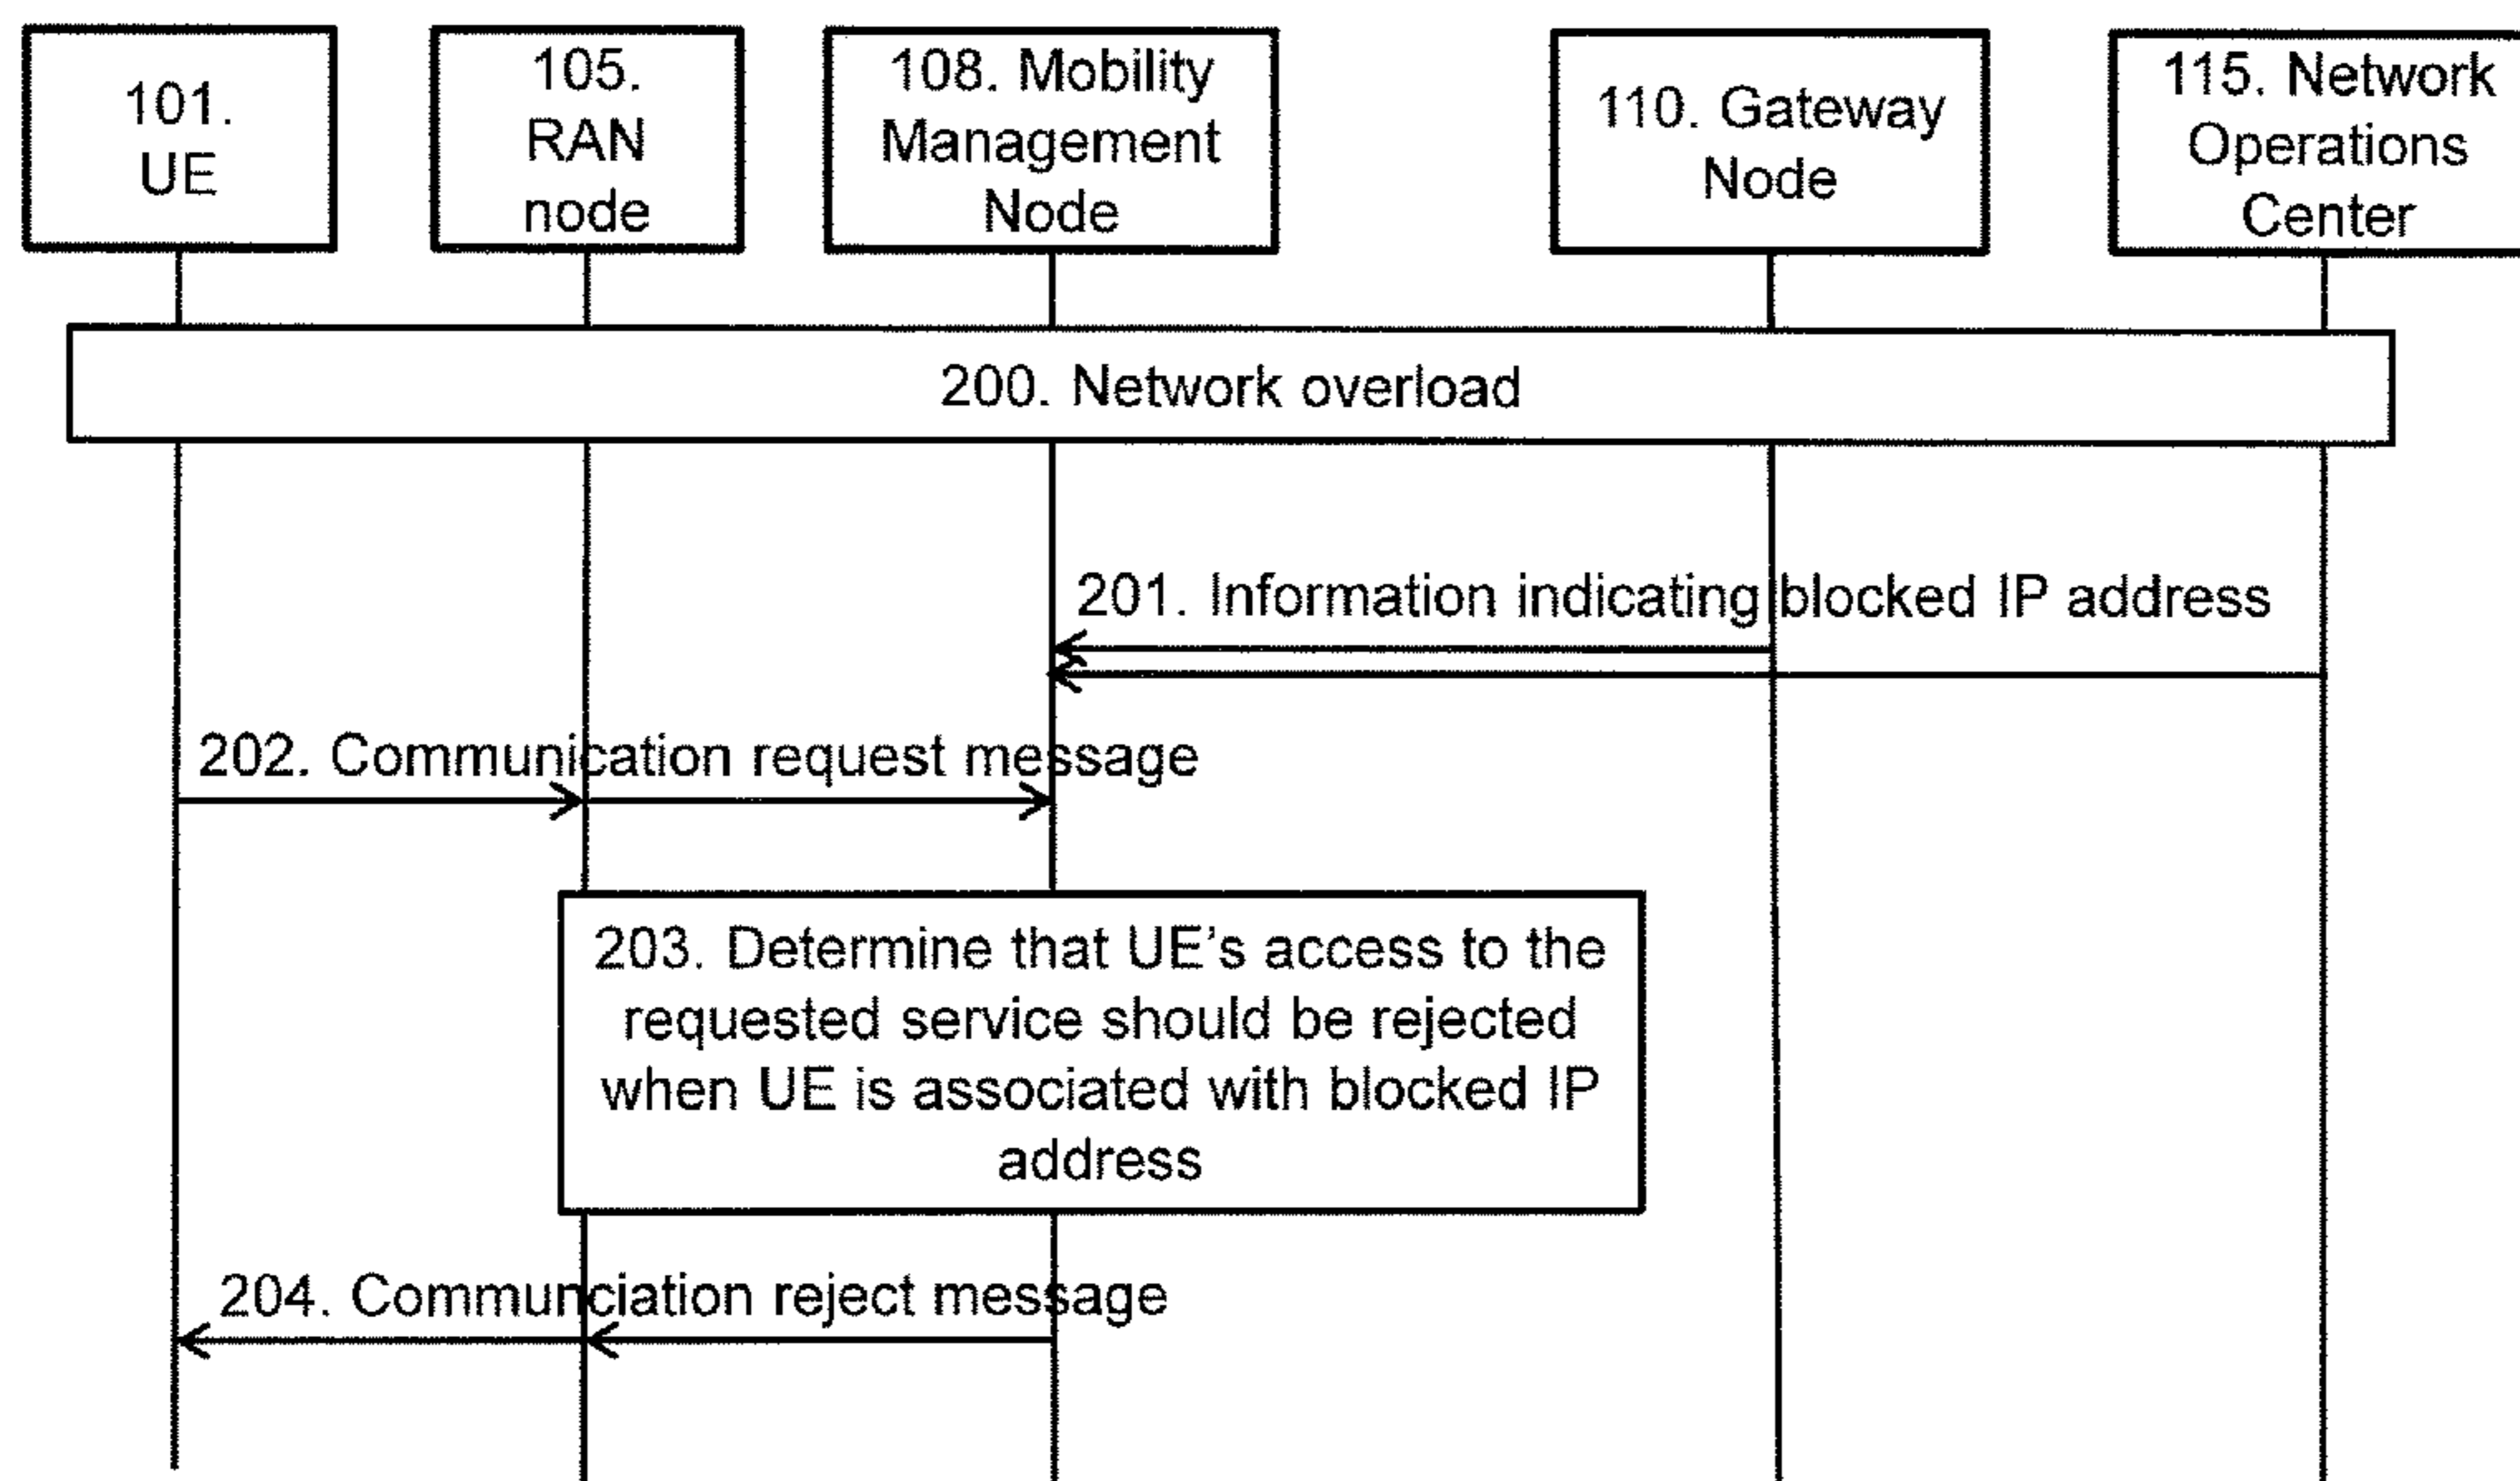 101.
UE
105.
RAN
node
108. Mobility
Management
Node
110. Gateway
Node
115. Network
Operations
Center
200. Network overload
201. Information indicating blocked IP address
202. Communication request message
203. Determine that UE's access to the
requested service should be rejected
when UE is associated with blocked IP
address
204. Communciation reject message